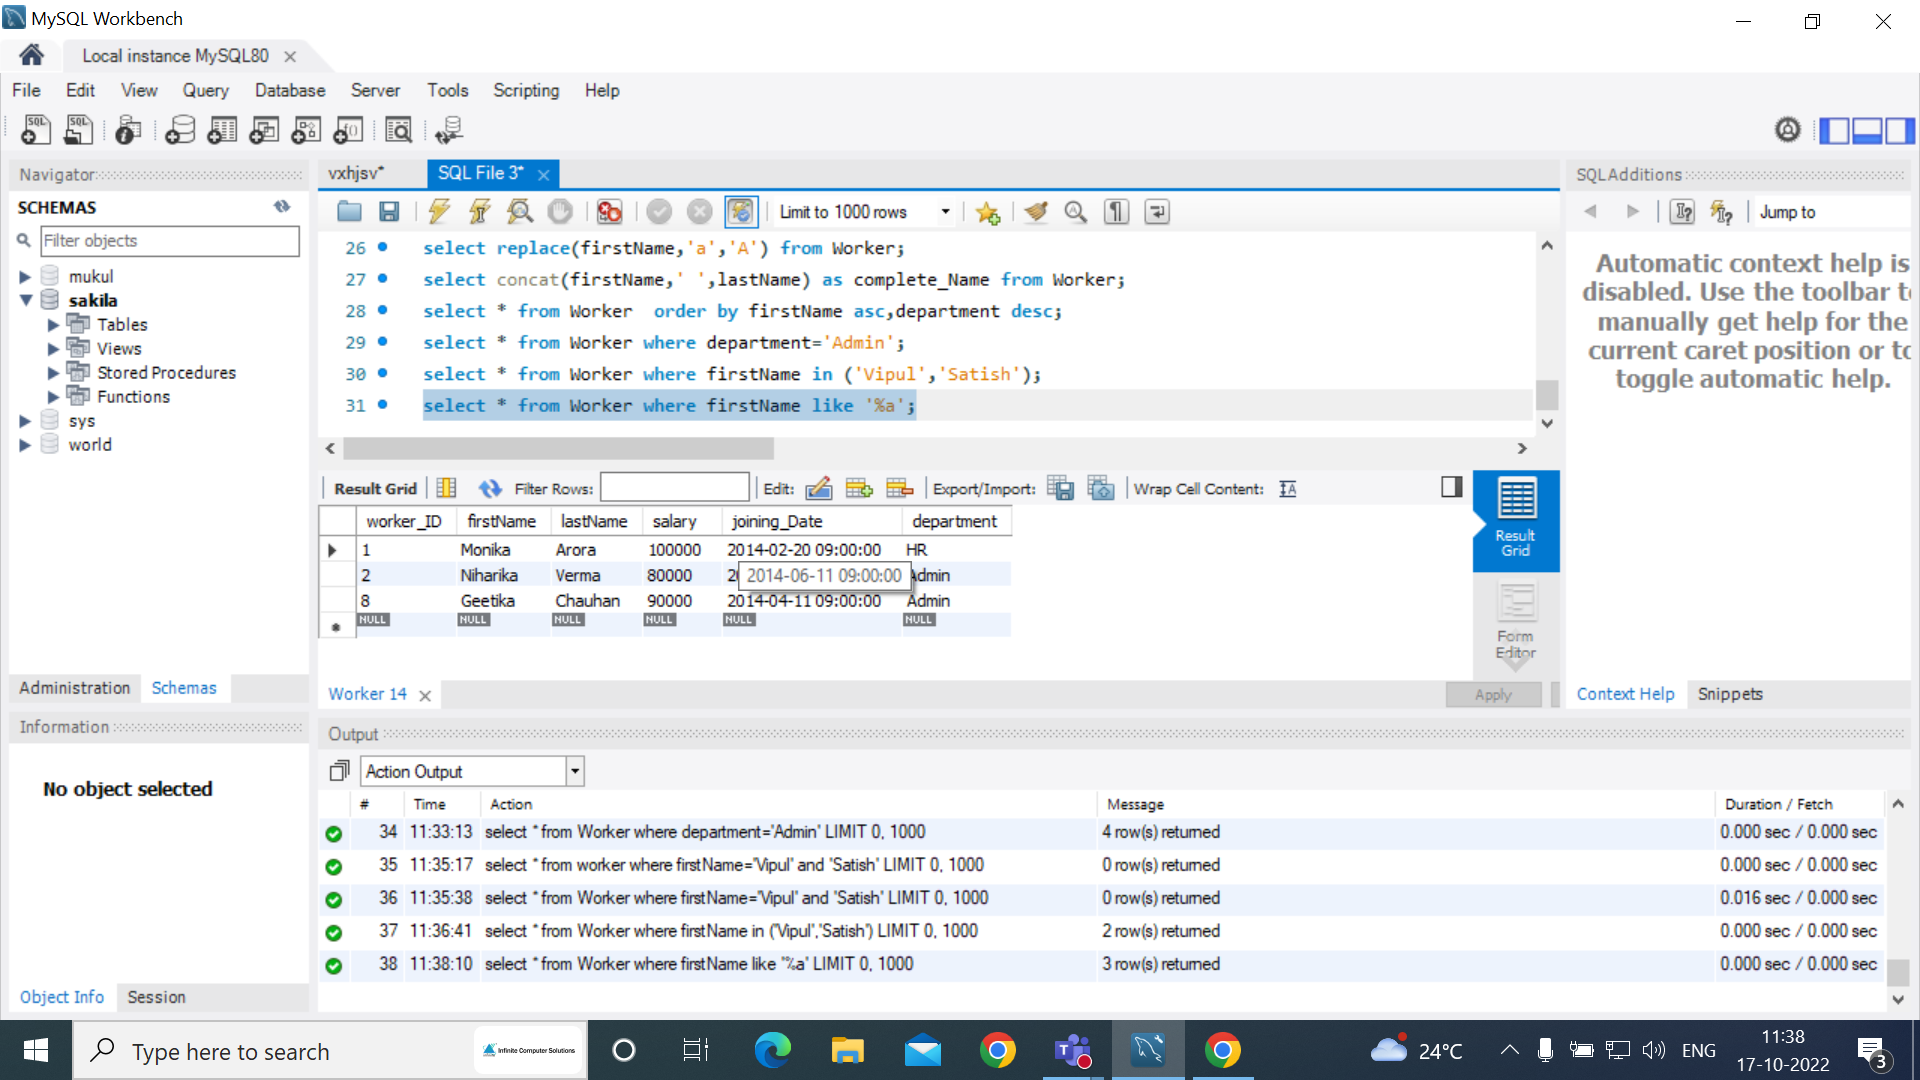 MySQL Workbench
Local instance MySQL80
File Edit View Query Database Server Tools Scripting Help
Navigator
SCHEMAS
Filter objects
mukul
sakila
Tables
Views
Stored Procedures
Functions
sys
world
Administration Schemas
Information
No object selected
Object Info Session
vxhjsv* SQL File 3*
Limit to 1000 rows
26 select replace(firstName,'a','A') from Worker;
27 select concat(firstName,' ',lastName) as complete_Name from Worker;
28 select * from Worker order by firstName asc,department desc;
29 select * from Worker where department='Admin';
30 select * from Worker where firstName in ('Vipul','Satish');
31 select * from Worker where firstName like '%a';
Result Grid Filter Rows: Edit: Export/Import: Wrap Cell Content:
worker_ID firstName lastName salary joining_Date department
1 Monika Arora 100000 2014-02-20 09:00:00 HR
2 Niharika Verma 80000 2014-06-11 09:00:00 Admin
8 Geetika Chauhan 90000 2014-04-11 09:00:00 Admin
NULL NULL NULL NULL NULL NULL
Result Grid
Form Editor
Worker 14
Apply
SQLAdditions
Jump to
Automatic context help is
disabled. Use the toolbar to
manually get help for the
current caret position or to
toggle automatic help.
Context Help Snippets
Output
Action Output
# Time Action Message Duration / Fetch
34 11:33:13 select * from Worker where department='Admin' LIMIT 0, 1000 4 row(s) returned 0.000 sec / 0.000 sec
35 11:35:17 select * from worker where firstName='Vipul' and 'Satish' LIMIT 0, 1000 0 row(s) returned 0.000 sec / 0.000 sec
36 11:35:38 select * from Worker where firstName='Vipul' and 'Satish' LIMIT 0, 1000 0 row(s) returned 0.016 sec / 0.000 sec
37 11:36:41 select * from Worker where firstName in ('Vipul','Satish') LIMIT 0, 1000 2 row(s) returned 0.000 sec / 0.000 sec
38 11:38:10 select * from Worker where firstName like '%a' LIMIT 0, 1000 3 row(s) returned 0.000 sec / 0.000 sec
Type here to search
Infinite Computer Solutions
24°C
ENG
11:38
17-10-2022
3